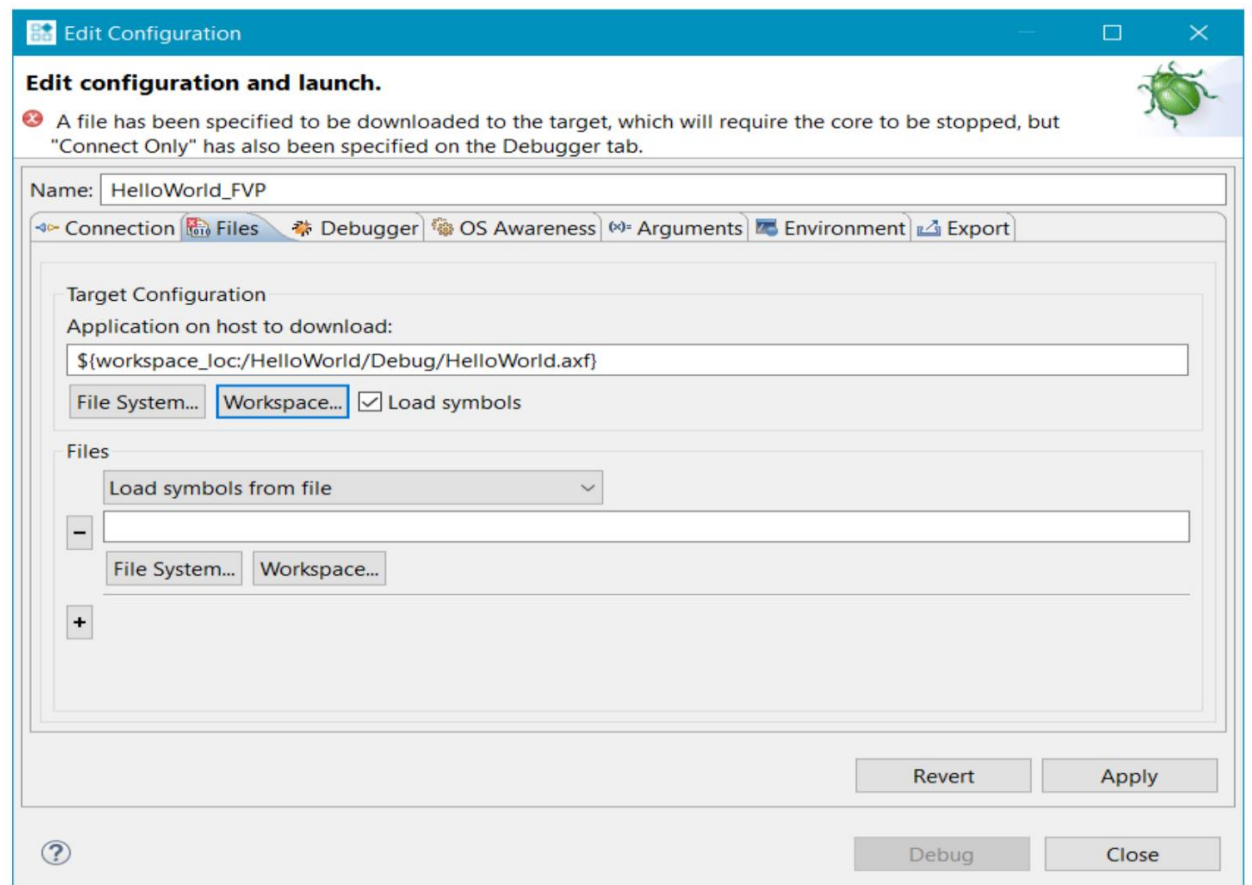 Edit Configuration
Edit configuration and launch.
A file has been specified to be downloaded to the target, which will require the core to be stopped, but
"Connect Only" has also been specified on the Debugger tab.
Name: HelloWorld_FVP
Connection Files Debugger OS Awareness (x)= Arguments Environment Export
Target Configuration
Application on host to download:
${workspace_loc:/HelloWorld/Debug/HelloWorld.axf}
File System... Workspace... Load symbols
Files
Load symbols from file
-
File System... Workspace...
+
Revert Apply
? Debug Close